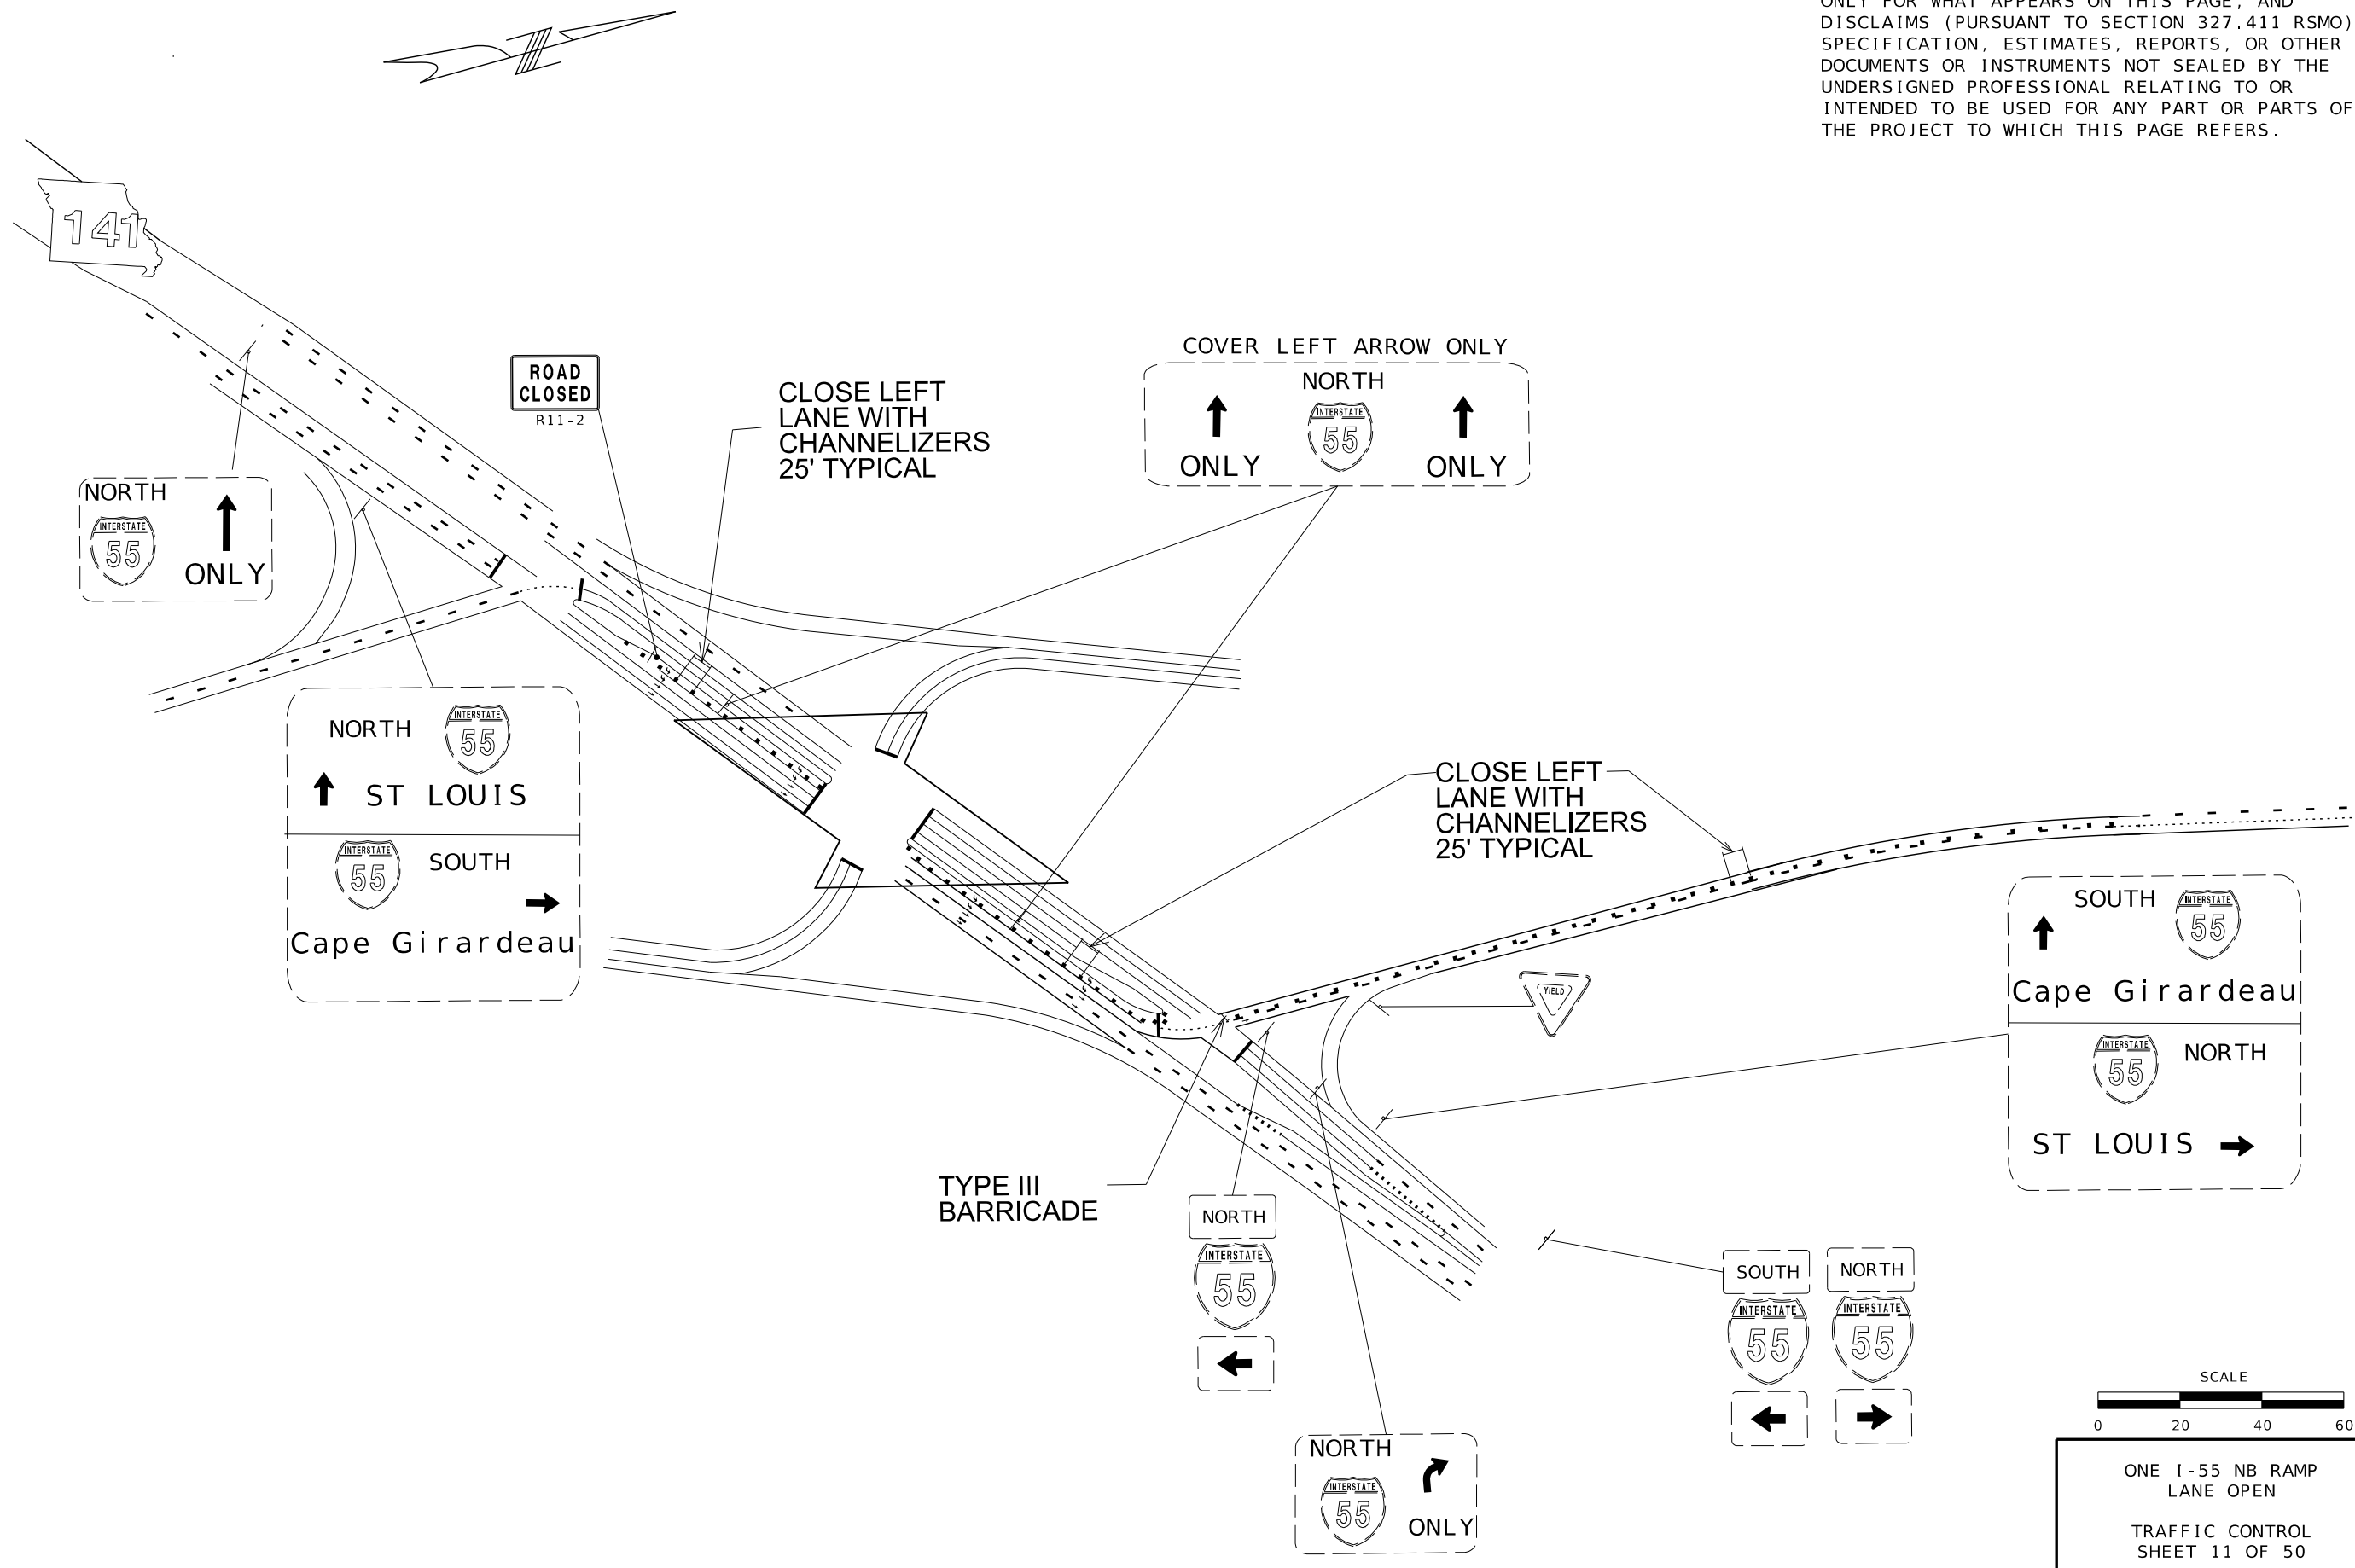 ONLY FOR WHAT APPEARS ON THIS PAGE, AND
DISCLAIMS (PURSUANT TO SECTION 327.411 RSMO)
SPECIFICATION, ESTIMATES, REPORTS, OR OTHER
DOCUMENTS OR INSTRUMENTS NOT SEALED BY THE
UNDERSIGNED PROFESSIONAL RELATING TO OR
INTENDED TO BE USED FOR ANY PART OR PARTS OF
THE PROJECT TO WHICH THIS PAGE REFERS.
141
ROAD
CLOSED
R11-2
CLOSE LEFT
LANE WITH
CHANNELIZERS
25' TYPICAL
COVER LEFT ARROW ONLY
NORTH
INTERSTATE
55
ONLY
ONLY
NORTH
INTERSTATE
55
ONLY
NORTH
INTERSTATE
55
ST LOUIS
INTERSTATE
55
SOUTH
Cape Girardeau
CLOSE LEFT
LANE WITH
CHANNELIZERS
25' TYPICAL
YIELD
SOUTH
INTERSTATE
55
Cape Girardeau
INTERSTATE
55
NORTH
ST LOUIS
TYPE III
BARRICADE
NORTH
INTERSTATE
55
SOUTH
INTERSTATE
55
NORTH
INTERSTATE
55
NORTH
INTERSTATE
55
ONLY
SCALE
0 20 40 60
ONE I-55 NB RAMP
LANE OPEN
TRAFFIC CONTROL
SHEET 11 OF 50